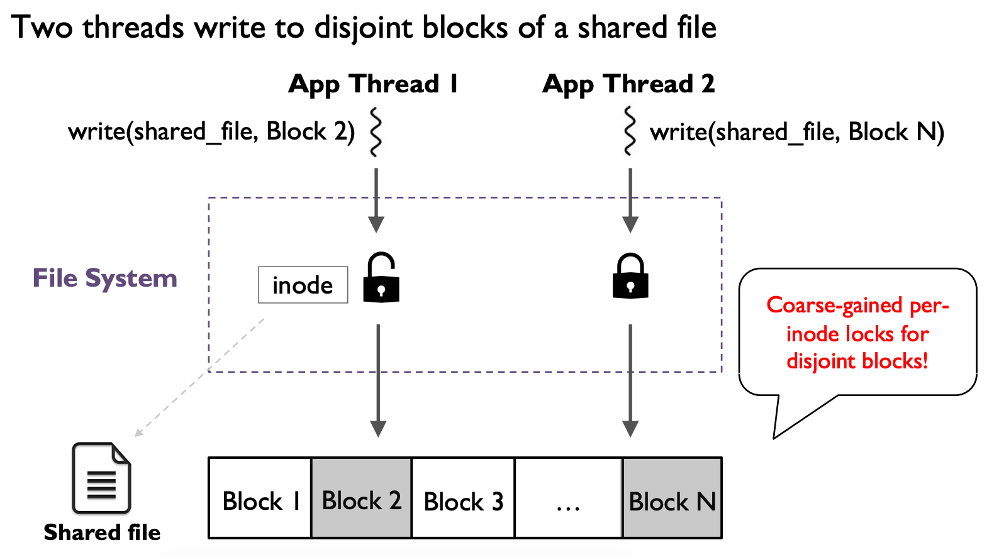 Two threads write to disjoint blocks of a shared file
App Thread 1
App Thread 2
write(shared_file, Block 2)
write(shared_file, Block N)
File System
inode
Coarse-gained per-
inode locks for
disjoint blocks!
Block 1
Block 2
Block 3
...
Block N
Shared file